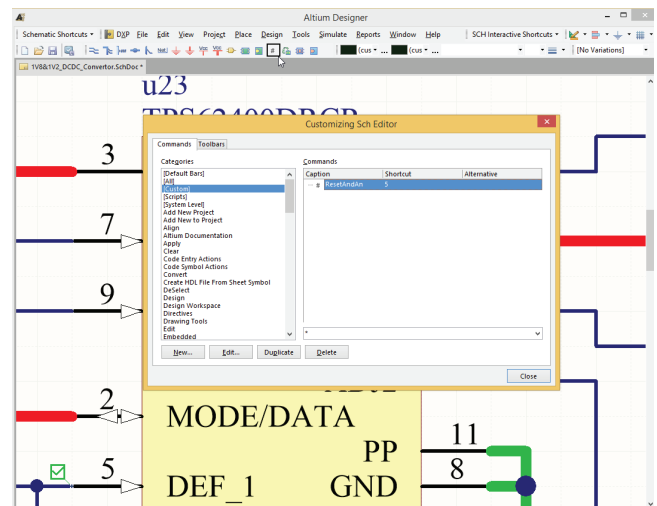 Altium Designer
Schematic Shortcuts DXP File Edit View Project Place Design Tools Simulate Reports Window Help SCH Interactive Shortcuts
(cus (cus [No Variations]
1V8&1V2_DCDC_Convertor.SchDoc *
u23
Customizing Sch Editor
Commands Toolbars
Categories Commands
[Default Bars] Caption Shortcut Alternative
[All] # ResetAndAn 5
[Custom]
[Scripts]
[System Level]
Add New Project
Add New to Project
Align
Altium Documentation
Apply
Clear
Code Entry Actions
Code Symbol Actions
Convert
Create HDL File From Sheet Symbol
DeSelect
Design
Design Workspace
Directives
Drawing Tools
Edit
Embedded
*
New... Edit... Duplicate Delete
Close
3
7
9
2
MODE/DATA
PP 11
5 DEF_1 GND 8